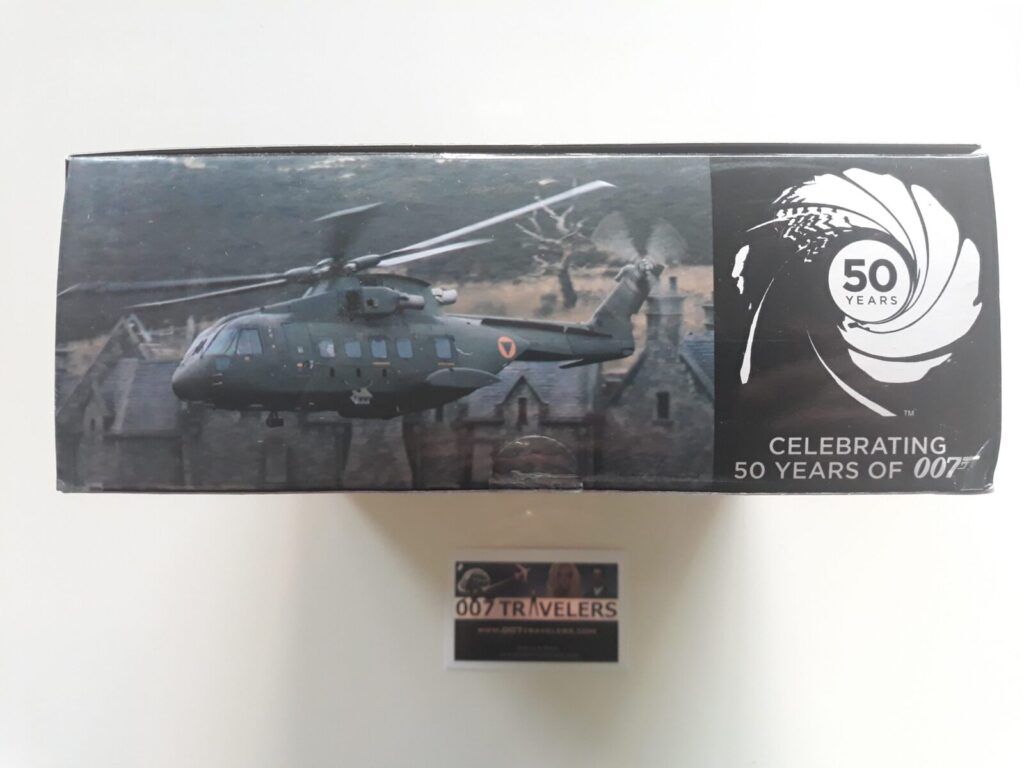 50
YEARS
TM
CELEBRATING
50 YEARS OF 007
007 TRAVELERS
WWW.007TRAVELERS.COM